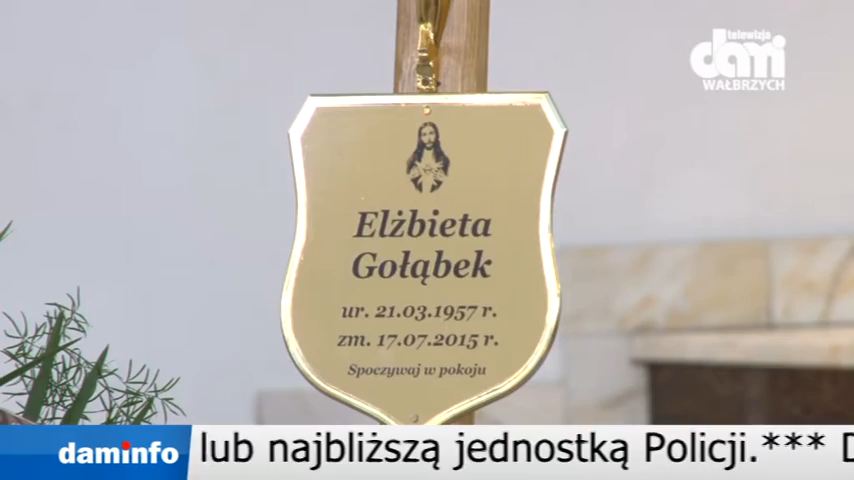 telewizja
dami
WAŁBRZYCH
Elżbieta
Gołąbek
ur. 21.03.1957 r.
zm. 17.07.2015 r.
Spoczywaj w pokoju
daminfo
lub najbliższą jednostką Policji.***